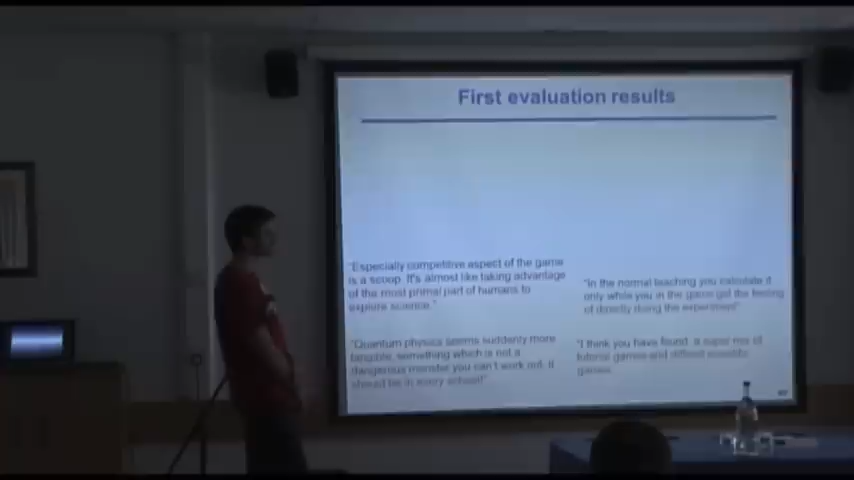 First evaluation results
"Especially competitive aspect of the game
is a scoop. It's almost like taking advantage
of the most primal part of humans to
explore science."
"Quantum physics seems suddenly more
tangible, something which is not a
dangerous monster you can't work out. It
should be in every school!"
"In the normal teaching you calculate it
only while you in the game get the feeling
of directly doing the experiment"
"I think you have found a super mix of
tutorial games and difficult scientific
games.